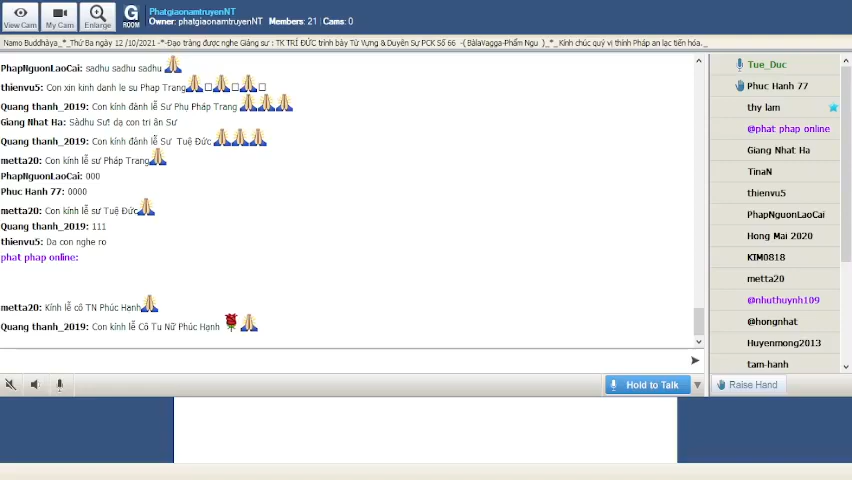 View Cam
My Cam
Enlarge
G
ROOM
PhatgiaonamtruyenNT
Owner: phatgiaonamtruyenNT Members: 21 | Cams: 0
Namo Buddhàya_*_Thứ Ba ngày 12 /10/2021 -*-Đạo tràng được nghe Giảng sư : TK TRÍ ĐỨC trình bày Từ Vựng & Duyên Sự PCK Số 66 -( BàlaVagga-Phẩm Ngu )_*_ Kính chúc quý vị thính Pháp an lạc tiến hóa._
PhapNguonLaoCai: sadhu sadhu sadhu
thienvu5: Con xin kinh danh le su Phap Trang
Quang thanh_2019: Con kính đảnh lễ Sư Phụ Pháp Trang
Giang Nhat Ha: Sàdhu Sư! dạ con tri ân Sư
Quang thanh_2019: Con kính đảnh lễ Sư Tuệ Đức
metta20: Con kính lễ sư Pháp Trang
PhapNguonLaoCai: 000
Phuc Hanh 77: 0000
metta20: Con kính lễ sư Tuệ Đức
Quang thanh_2019: 111
thienvu5: Da con nghe ro
phat phap online:
metta20: Kính lễ cô TN Phúc Hạnh
Quang thanh_2019: Con kính lễ Cô Tu Nữ Phúc Hạnh
Hold to Talk
Tue_Duc
Phuc Hanh 77
thy lam
@phat phap online
Giang Nhat Ha
TinaN
thienvu5
PhapNguonLaoCai
Hong Mai 2020
KIM0818
metta20
@nhuthuynh109
@hongnhat
Huyenmong2013
tam-hanh
Raise Hand